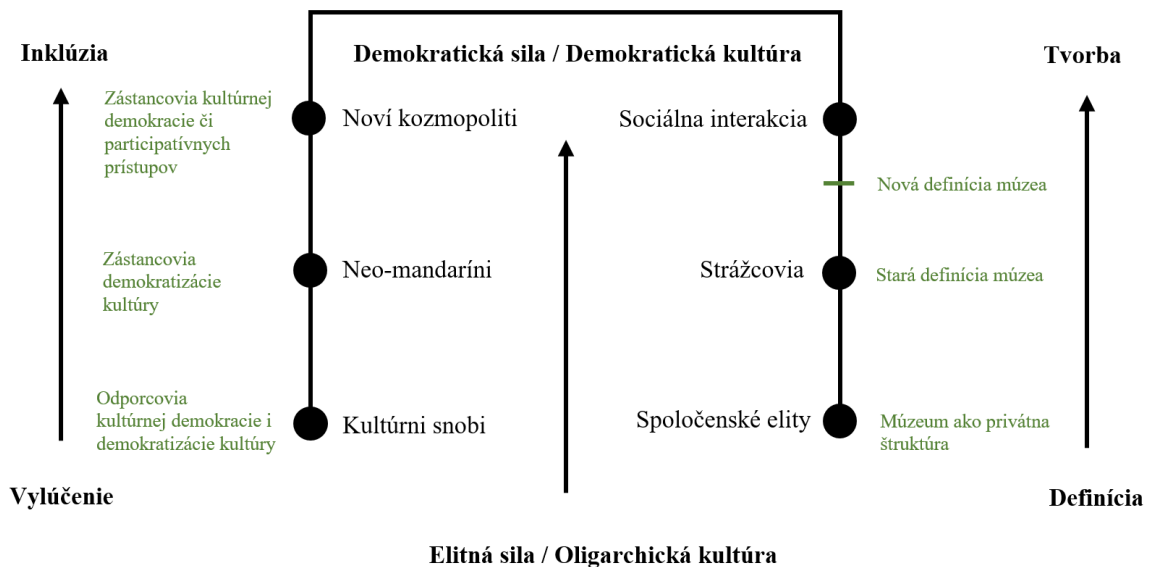 Inklúzia
Demokratická sila / Demokratická kultúra
Tvorba
Zástancovia kultúrnej
demokracie či
participatívnych
prístupov
Noví kozmopoliti
Sociálna interakcia
Nová definícia múzea
Zástancovia
demokratizácie
kultúry
Neo-mandaríni
Strážcovia
Stará definícia múzea
Odporcovia
kultúrnej demokracie i
demokratizácie kultúry
Kultúrni snobi
Spoločenské elity
Múzeum ako privátna
štruktúra
Vylúčenie
Definícia
Elitná sila / Oligarchická kultúra